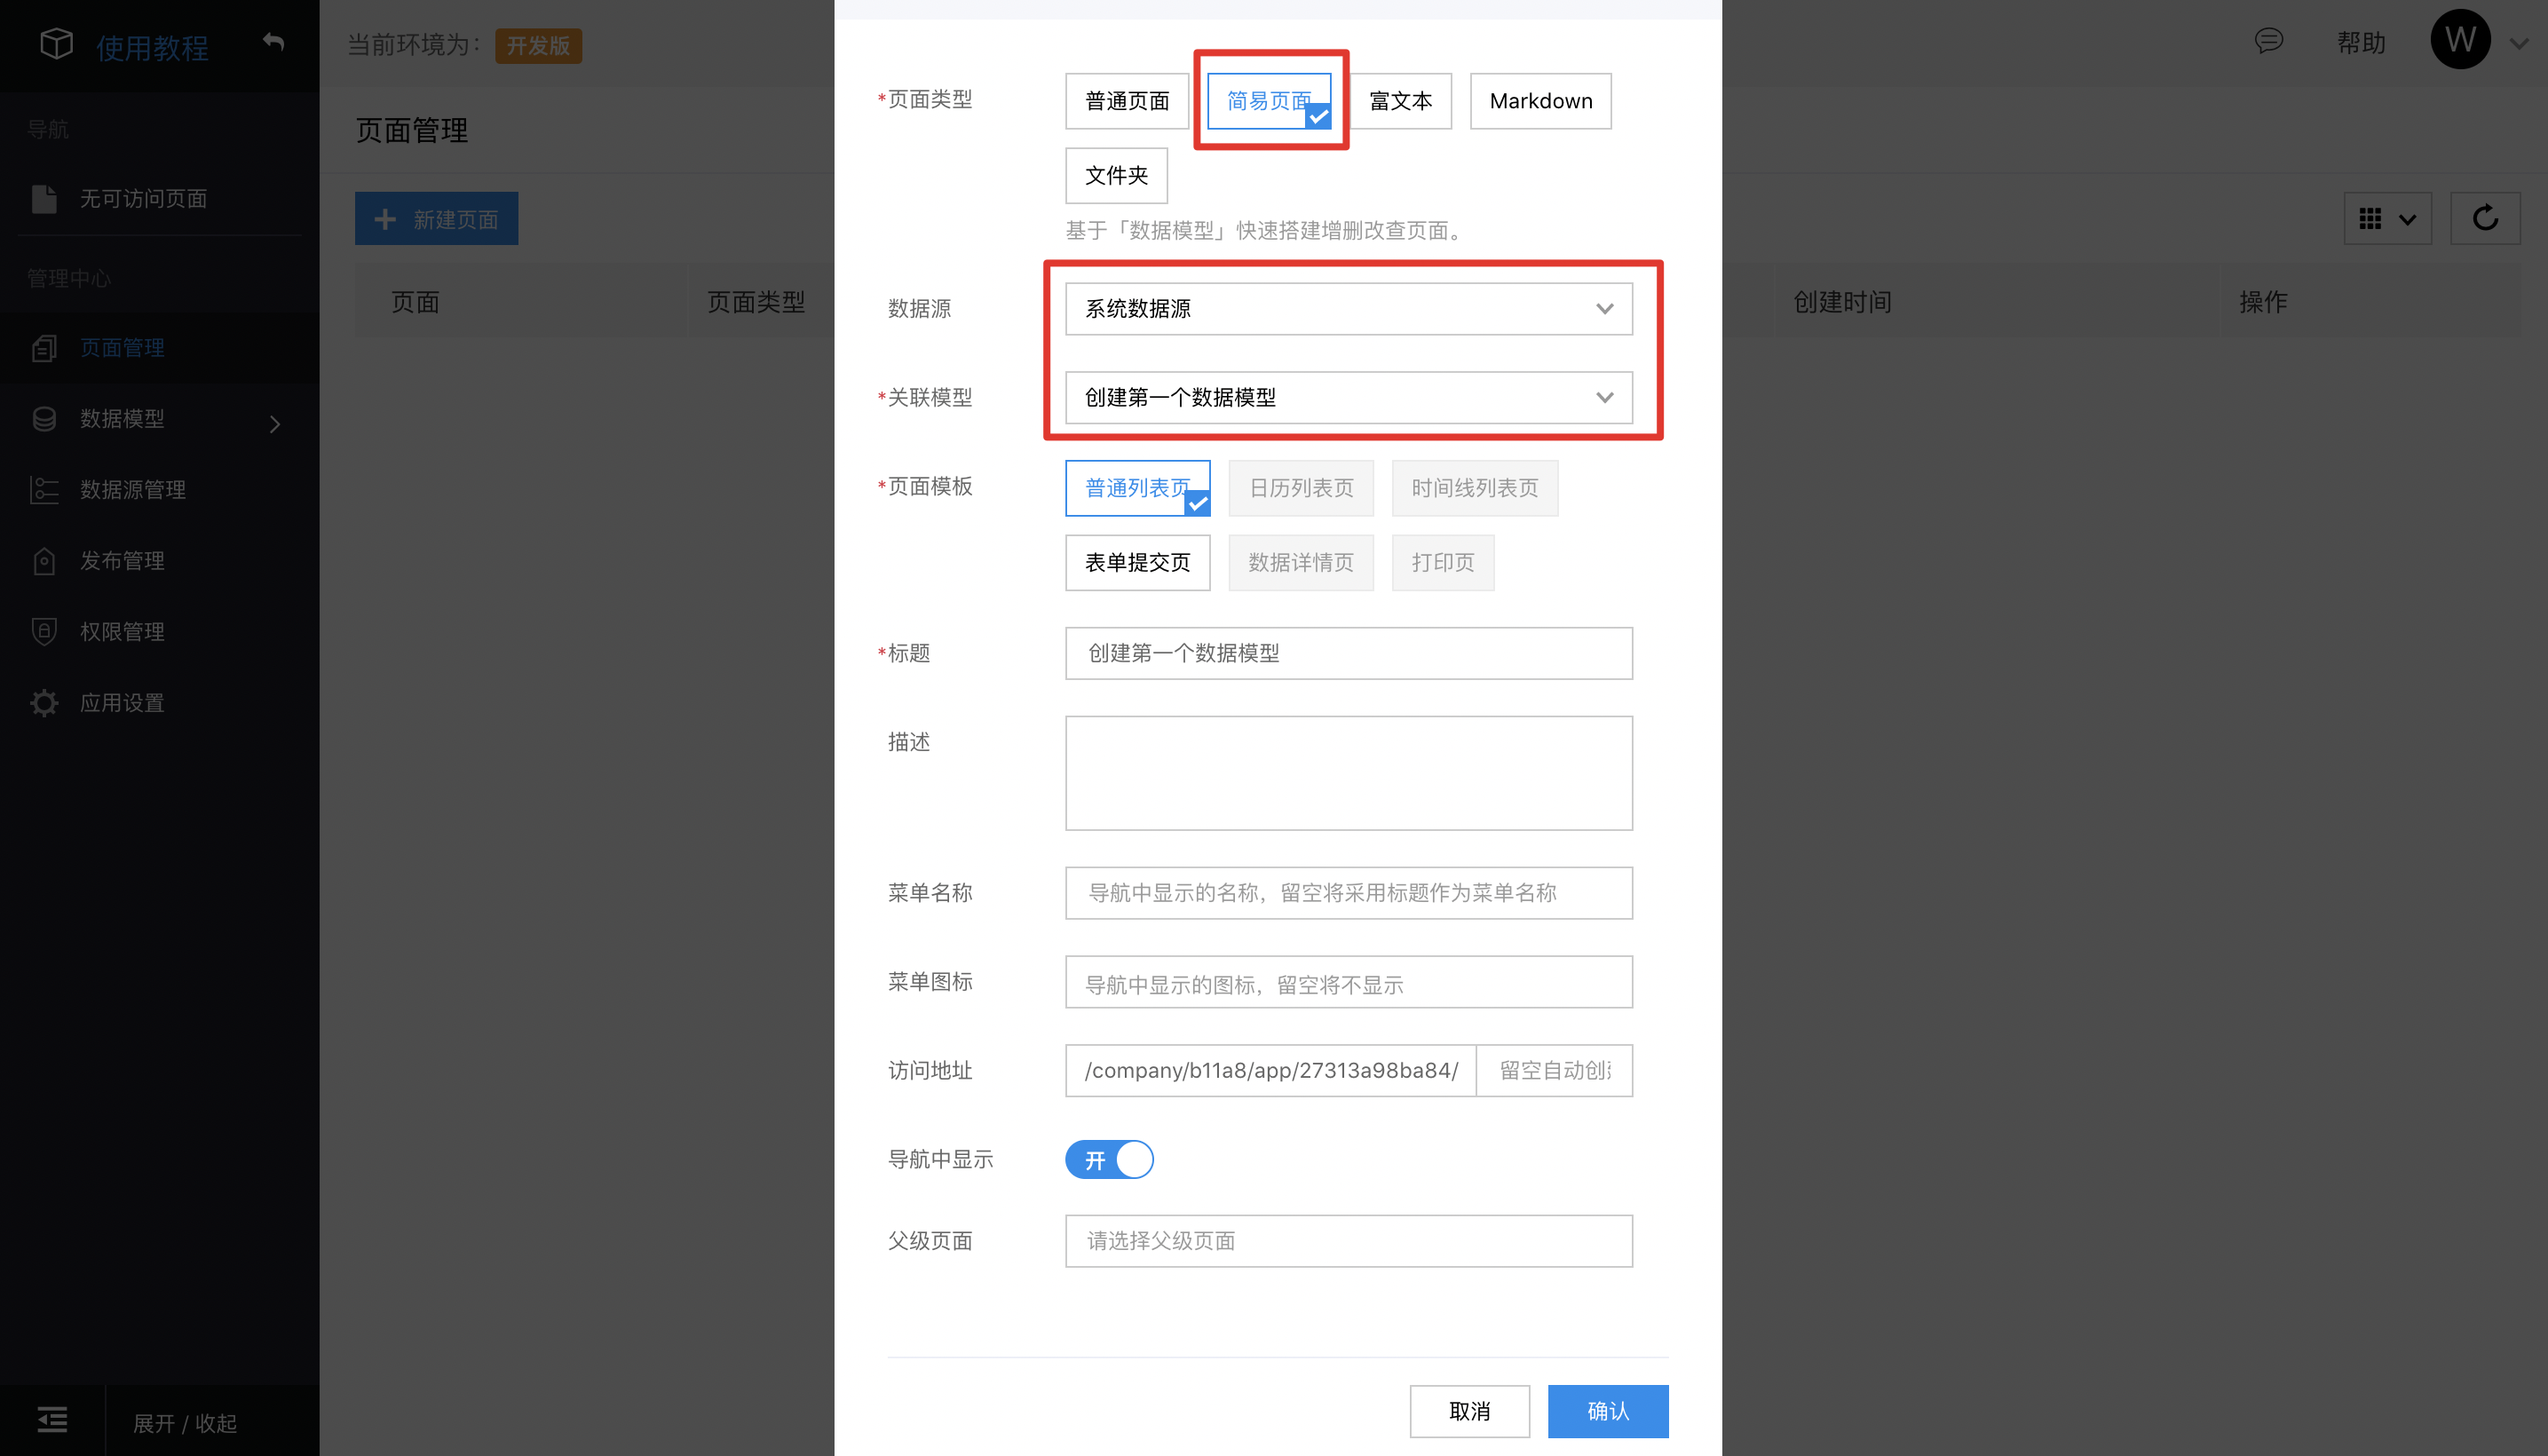 使用教程
当前环境为：
开发版
帮助
W
导航
无可访问页面
管理中心
页面管理
数据模型
数据源管理
发布管理
权限管理
应用设置
展开 / 收起
页面管理
新建页面
页面
页面类型
创建时间
操作
*页面类型
普通页面
简易页面
富文本
Markdown
文件夹
基于「数据模型」快速搭建增删改查页面。
数据源
系统数据源
*关联模型
创建第一个数据模型
*页面模板
普通列表页
日历列表页
时间线列表页
表单提交页
数据详情页
打印页
*标题
创建第一个数据模型
描述
菜单名称
导航中显示的名称，留空将采用标题作为菜单名称
菜单图标
导航中显示的图标，留空将不显示
访问地址
/company/b11a8/app/27313a98ba84/
留空自动创
导航中显示
开
父级页面
请选择父级页面
取消
确认